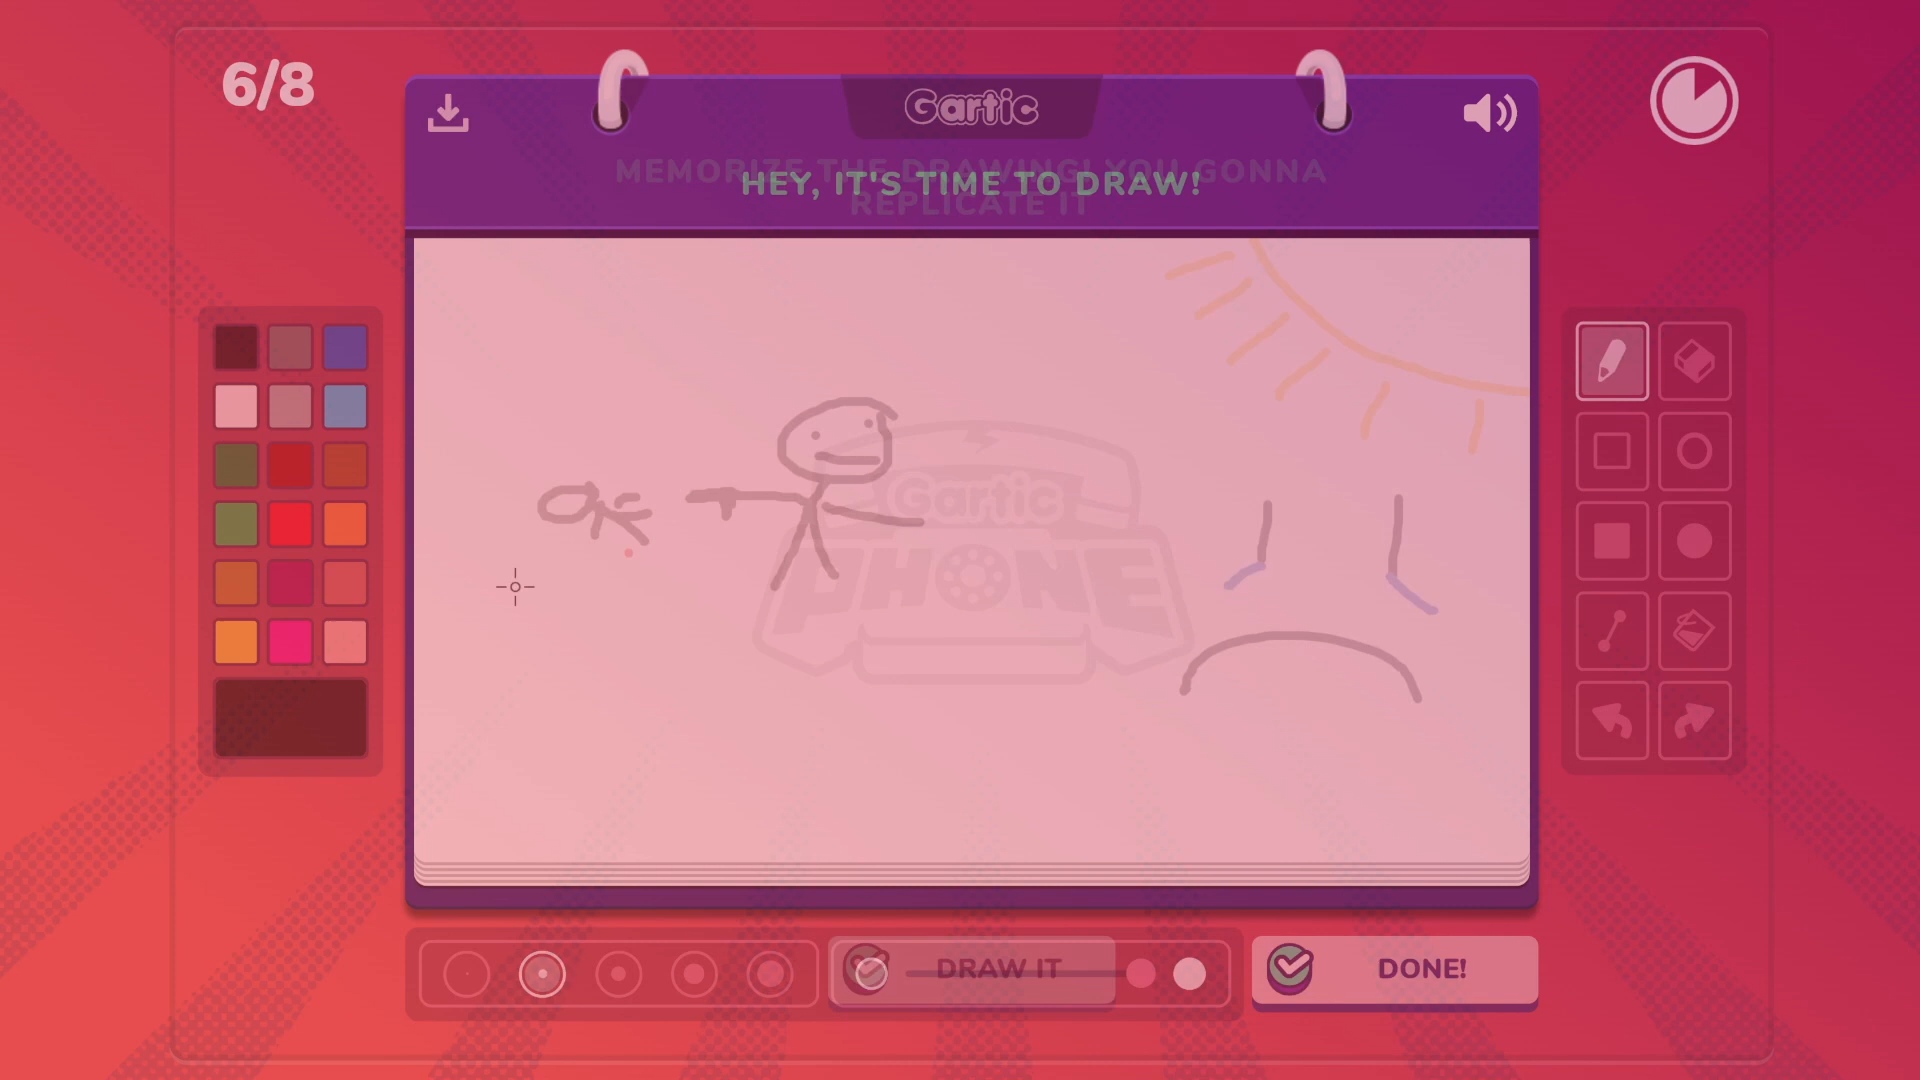 6/8
Gartic
MEMORIZE THE DRAWING! YOU GONNA
REPLICATE IT
HEY, IT'S TIME TO DRAW!
Gartic
PHONE
DRAW IT
DONE!